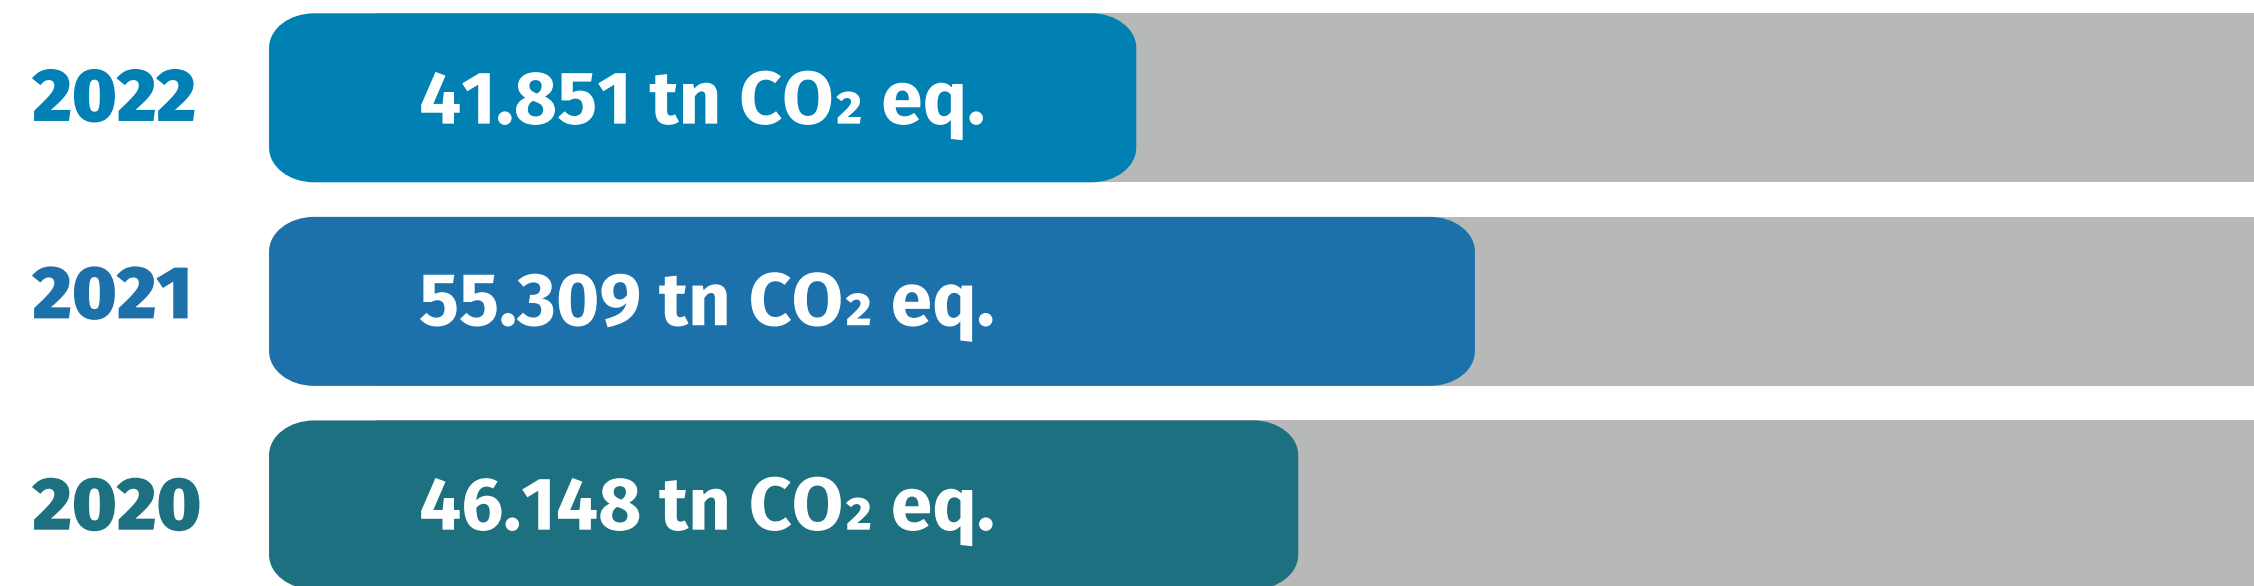 2022 41.851 tn CO₂ eq.
2021 55.309 tn CO₂ eq.
2020 46.148 tn CO₂ eq.